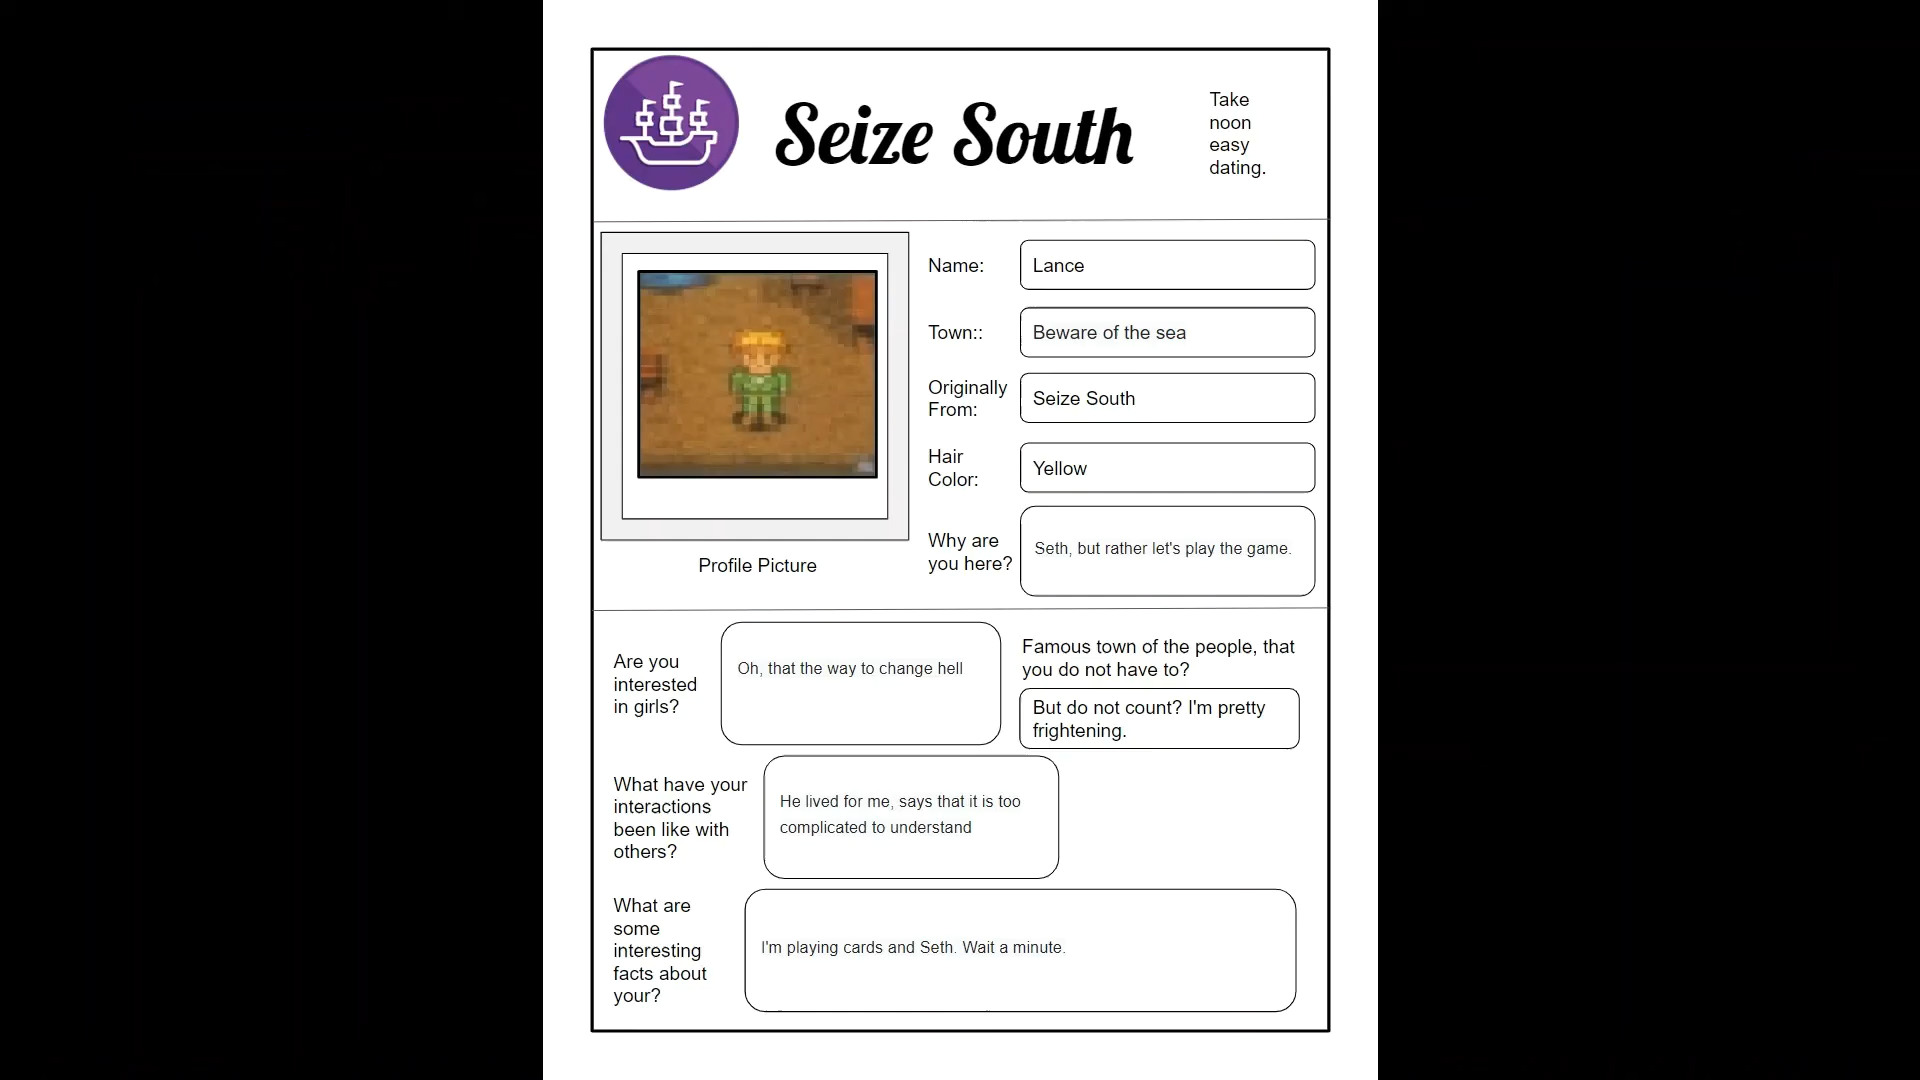 Seize South
Take
noon
easy
dating.
Name:
Lance
Town::
Beware of the sea
Originally
From:
Seize South
Hair
Color:
Yellow
Why are
you here?
Seth, but rather let's play the game.
Profile Picture
Are you
interested
in girls?
Oh, that the way to change hell
Famous town of the people, that
you do not have to?
But do not count? I'm pretty
frightening.
What have your
interactions
been like with
others?
He lived for me, says that it is too
complicated to understand
What are
some
interesting
facts about
your?
I'm playing cards and Seth. Wait a minute.